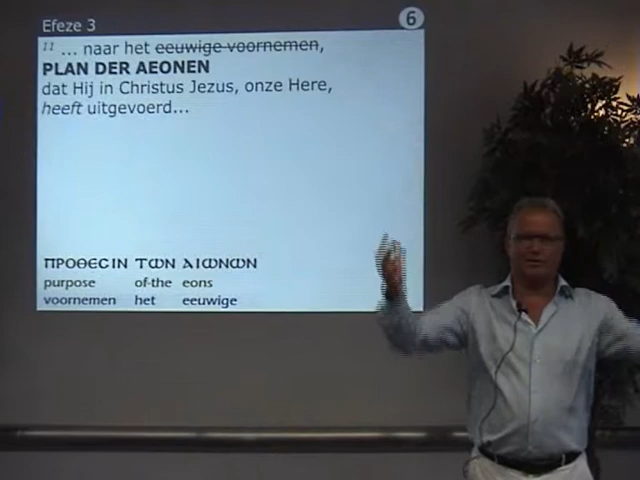 Efeze 3
6
11 ... naar het eeuwige voornemen,
PLAN DER AEONEN
dat Hij in Christus Jezus, onze Here,
heeft uitgevoerd...
ΠΡΟΘЄCΙΝ ΤωΝ ΑΙωΝωΝ
purpose of-the eons
voornemen het eeuwige